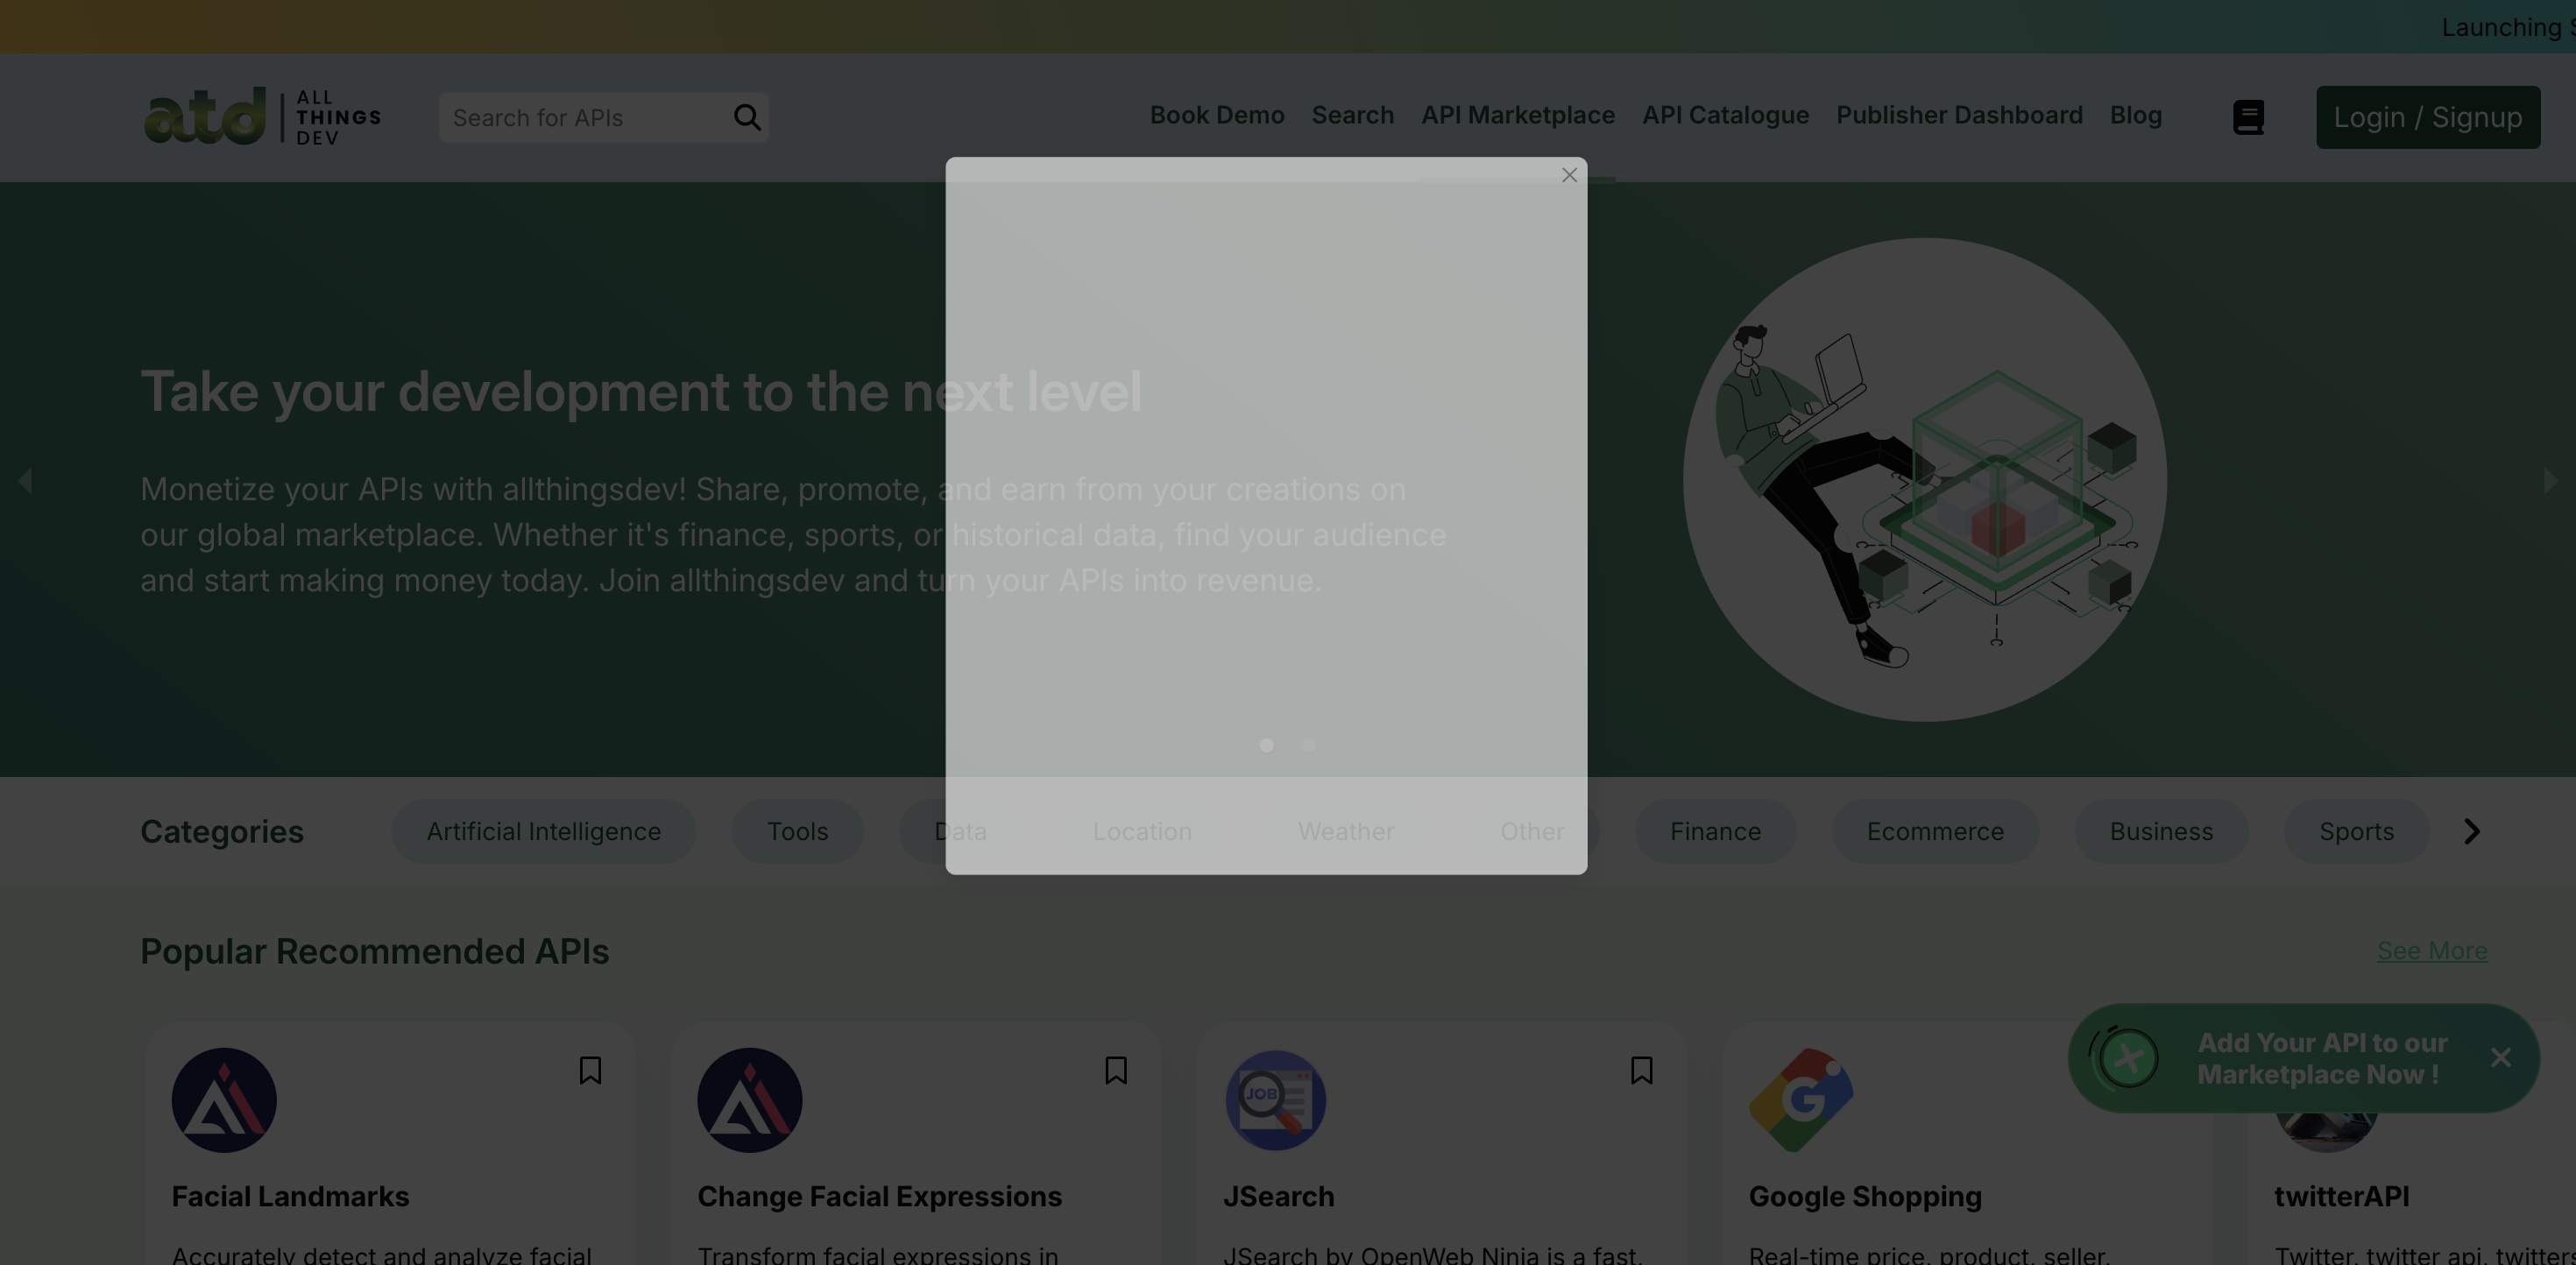 Launching
atd
ALL
THINGS
DEV
Search for APIs
Book Demo
Search
API Marketplace
API Catalogue
Publisher Dashboard
Blog
Login / Signup
Take your development to the next level
Monetize your APIs with allthingsdev! Share, promote, and earn from your creations on
our global marketplace. Whether it's finance, sports, or historical data, find your audience
and start making money today. Join allthingsdev and turn your APIs into revenue.
Categories
Artificial Intelligence
Tools
Data
Location
Weather
Other
Finance
Ecommerce
Business
Sports
Popular Recommended APIs
See More
Add Your API to our
Marketplace Now !
JOB
G
Facial Landmarks
Change Facial Expressions
JSearch
Google Shopping
twitterAPI
Accurately detect and analyze facial
Transform facial expressions in
JSearch by OpenWeb Ninja is a fast,
Real-time price, product, seller,
Twitter, twitter api, twitters